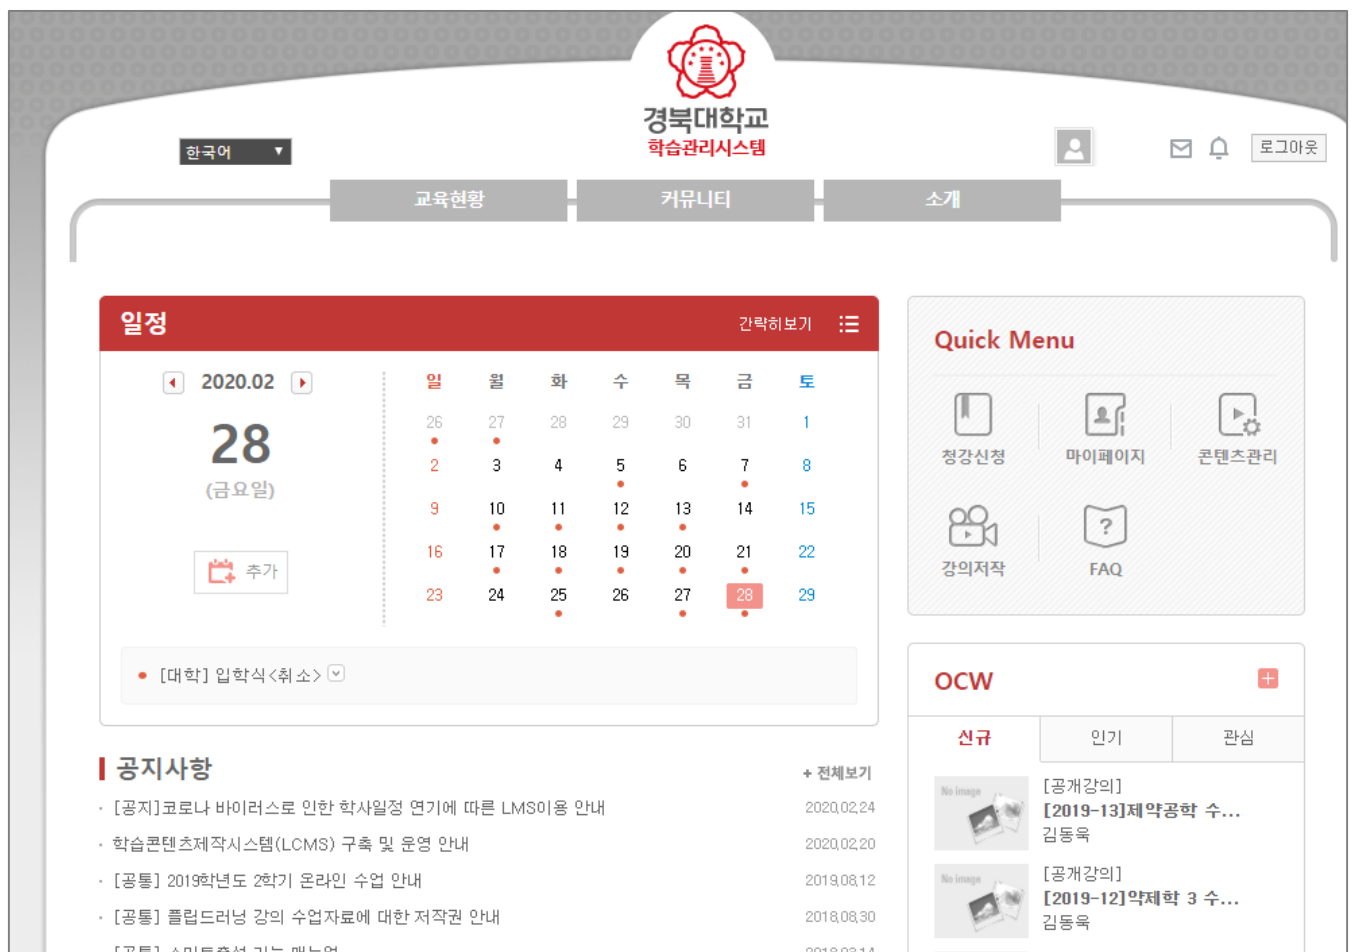 경북대학교
학습관리시스템
한국어
로그아웃
교육현황 커뮤니티 소개
일정
간략히보기
2020.02
28
(금요일)
추가
일 월 화 수 목 금 토
26 27 28 29 30 31 1
2 3 4 5 6 7 8
9 10 11 12 13 14 15
16 17 18 19 20 21 22
23 24 25 26 27 28 29
[대학] 입학식<취소>
공지사항
+ 전체보기
[공지]코로나 바이러스로 인한 학사일정 연기에 따른 LMS이용 안내 2020.02.24
학습콘텐츠제작시스템(LCMS) 구축 및 운영 안내 2020.02.20
[공통] 2019학년도 2학기 온라인 수업 안내 2019.08.12
[공통] 플립드러닝 강의 수업자료에 대한 저작권 안내 2018.08.30
Quick Menu
청강신청 마이페이지 콘텐츠관리
강의저작 FAQ
OCW
신규 인기 관심
No image
[공개강의]
[2019-13]제약공학 수...
김동욱
No image
[공개강의]
[2019-12]약제학 3 수...
김동욱